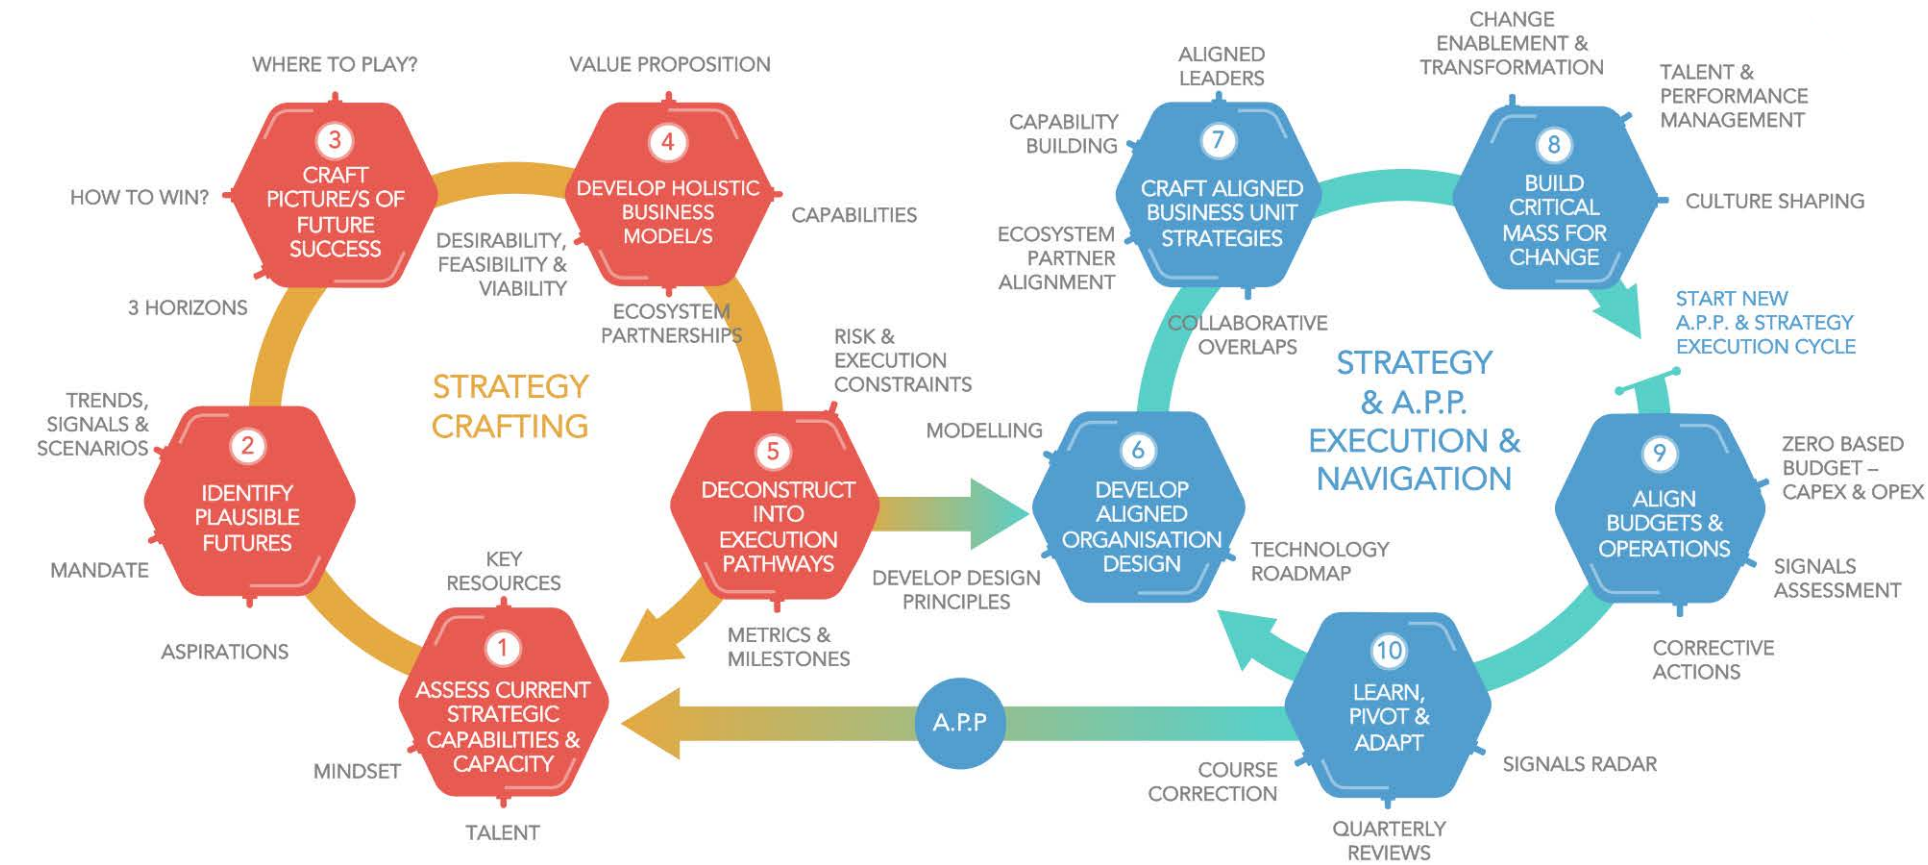 WHERE TO PLAY?
3
CRAFT
PICTURE/S OF
FUTURE
SUCCESS
HOW TO WIN?
3 HORIZONS
VALUE PROPOSITION
4
DEVELOP HOLISTIC
BUSINESS
MODEL/S
CAPABILITIES
DESIRABILITY,
FEASIBILITY &
VIABILITY
ECOSYSTEM
PARTNERSHIPS
STRATEGY
CRAFTING
TRENDS,
SIGNALS &
SCENARIOS
2
IDENTIFY
PLAUSIBLE
FUTURES
MANDATE
ASPIRATIONS
RISK &
EXECUTION
CONSTRAINTS
5
DECONSTRUCT
INTO
EXECUTION
PATHWAYS
METRICS &
MILESTONES
KEY
RESOURCES
1
ASSESS CURRENT
STRATEGIC
CAPABILITIES &
CAPACITY
MINDSET
TALENT
A.P.P
ALIGNED
LEADERS
CAPABILITY
BUILDING
7
CRAFT ALIGNED
BUSINESS UNIT
STRATEGIES
ECOSYSTEM
PARTNER
ALIGNMENT
COLLABORATIVE
OVERLAPS
CHANGE
ENABLEMENT &
TRANSFORMATION
TALENT &
PERFORMANCE
MANAGEMENT
8
BUILD
CRITICAL
MASS FOR
CHANGE
CULTURE SHAPING
START NEW
A.P.P. & STRATEGY
EXECUTION CYCLE
STRATEGY
& A.P.P.
EXECUTION &
NAVIGATION
MODELLING
6
DEVELOP
ALIGNED
ORGANISATION
DESIGN
DEVELOP DESIGN
PRINCIPLES
TECHNOLOGY
ROADMAP
9
ALIGN
BUDGETS &
OPERATIONS
ZERO BASED
BUDGET –
CAPEX & OPEX
SIGNALS
ASSESSMENT
CORRECTIVE
ACTIONS
10
LEARN,
PIVOT &
ADAPT
COURSE
CORRECTION
SIGNALS RADAR
QUARTERLY
REVIEWS